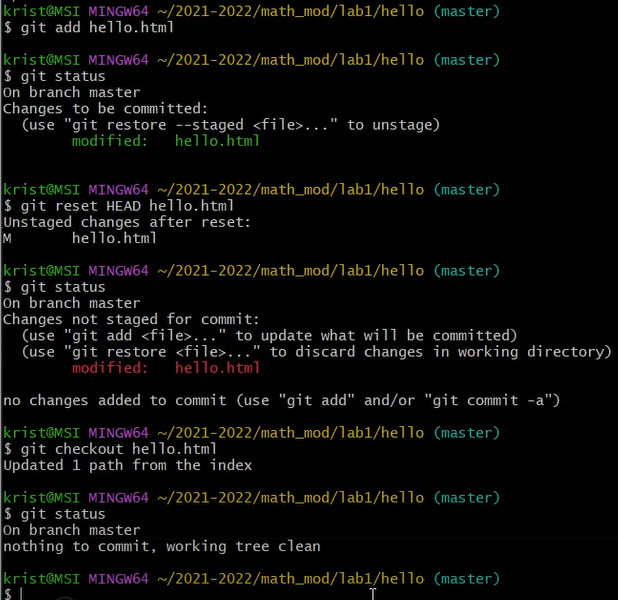 krist@MSI MINGW64 ~/2021-2022/math_mod/lab1/hello (master)
$ git add hello.html
krist@MSI MINGW64 ~/2021-2022/math_mod/lab1/hello (master)
$ git status
On branch master
Changes to be committed:
  (use "git restore --staged <file>..." to unstage)
        modified:   hello.html
krist@MSI MINGW64 ~/2021-2022/math_mod/lab1/hello (master)
$ git reset HEAD hello.html
Unstaged changes after reset:
M       hello.html
krist@MSI MINGW64 ~/2021-2022/math_mod/lab1/hello (master)
$ git status
On branch master
Changes not staged for commit:
  (use "git add <file>..." to update what will be committed)
  (use "git restore <file>..." to discard changes in working directory)
        modified:   hello.html
no changes added to commit (use "git add" and/or "git commit -a")
krist@MSI MINGW64 ~/2021-2022/math_mod/lab1/hello (master)
$ git checkout hello.html
Updated 1 path from the index
krist@MSI MINGW64 ~/2021-2022/math_mod/lab1/hello (master)
$ git status
On branch master
nothing to commit, working tree clean
krist@MSI MINGW64 ~/2021-2022/math_mod/lab1/hello (master)
$